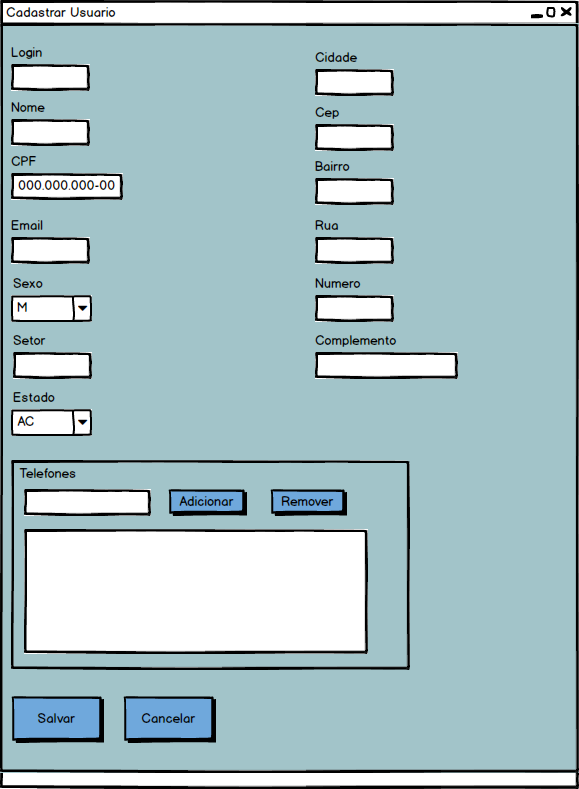 Cadastrar Usuario
Login
Nome
CPF
000.000.000-00
Email
Sexo
M
Setor
Estado
AC
Cidade
Cep
Bairro
Rua
Numero
Complemento
Telefones
Adicionar
Remover
Salvar
Cancelar